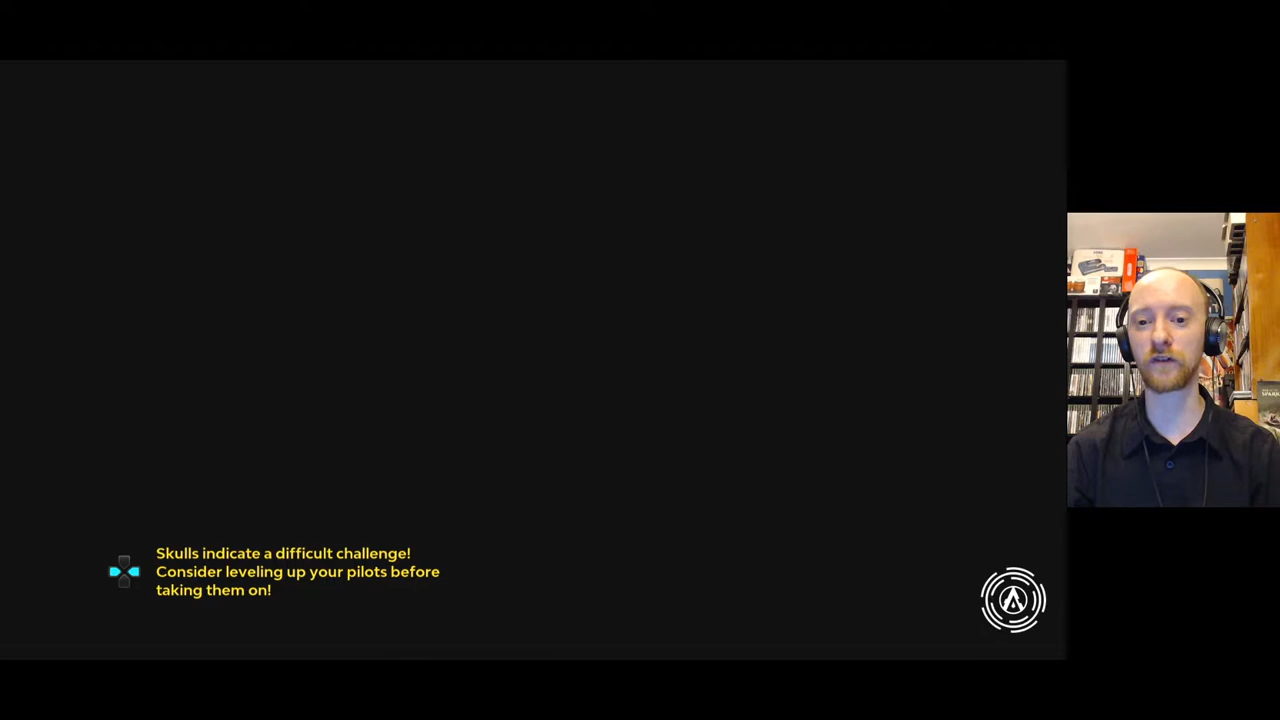 Skulls indicate a difficult challenge!
Consider leveling up your pilots before
taking them on!